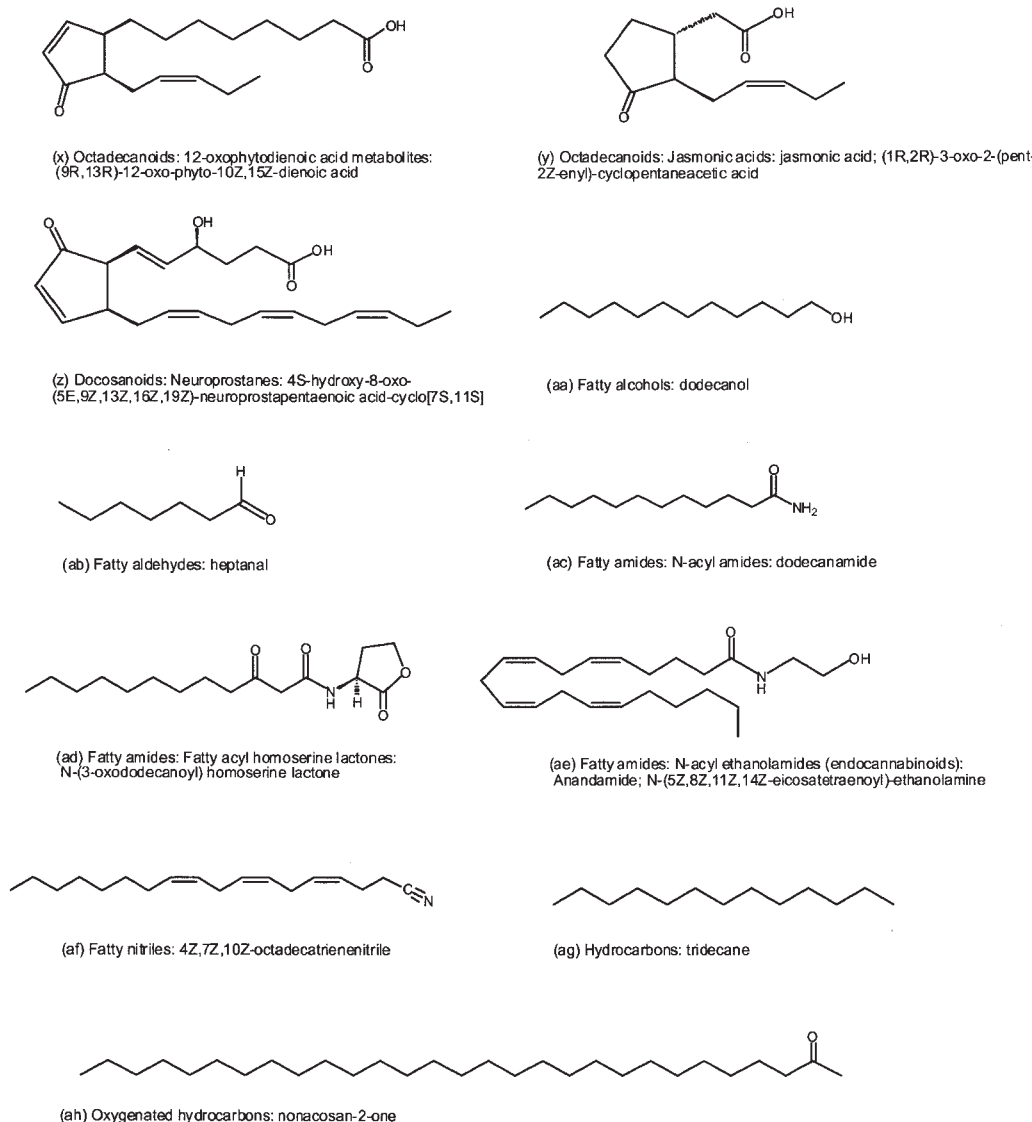 OH
O
O
(x) Octadecanoids: 12-oxophytodienoic acid metabolites:
(9R,13R)-12-oxo-phyto-10Z,15Z-dienoic acid
OH
O
O
(y) Octadecanoids: Jasmonic acids: jasmonic acid; (1R,2R)-3-oxo-2-(pent-
2Z-enyl)-cyclopentaneacetic acid
O
OH
OH
O
(z) Docosanoids: Neuroprostanes: 4S-hydroxy-8-oxo-
(5E,9Z,13Z,16Z,19Z)-neuroprostapentaenoic acid-cyclo[7S,11S]
OH
(aa) Fatty alcohols: dodecanol
H
O
(ab) Fatty aldehydes: heptanal
O
NH2
(ac) Fatty amides: N-acyl amides: dodecanamide
O
O
O
N
H
H
O
(ad) Fatty amides: Fatty acyl homoserine lactones:
N-(3-oxododecanoyl) homoserine lactone
O
OH
N
H
(ae) Fatty amides: N-acyl ethanolamides (endocannabinoids):
Anandamide; N-(5Z,8Z,11Z,14Z-eicosatetraenoyl)-ethanolamine
C
N
(af) Fatty nitriles: 4Z,7Z,10Z-octadecatrienenitrile
(ag) Hydrocarbons: tridecane
O
(ah) Oxygenated hydrocarbons: nonacosan-2-one